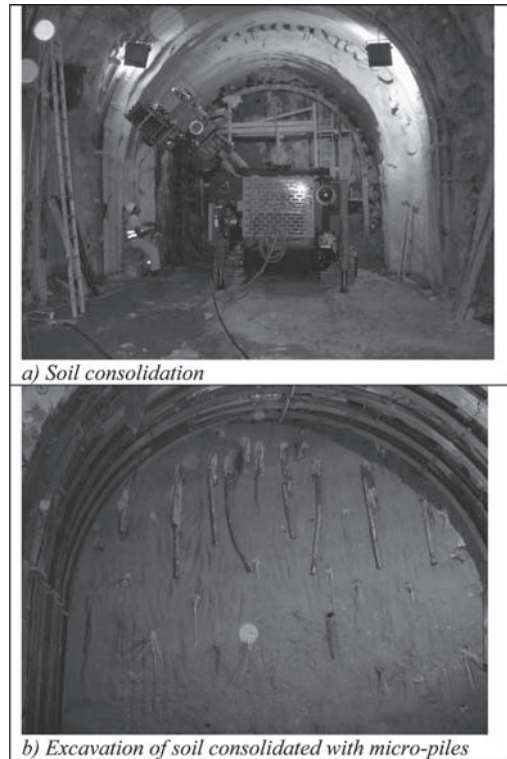 a) Soil consolidation
b) Excavation of soil consolidated with micro-piles